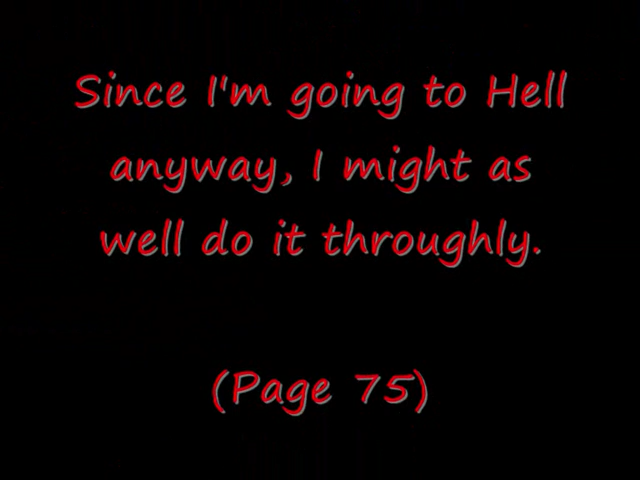 Since I'm going to Hell
anyway, I might as
well do it throughly.
(Page 75)